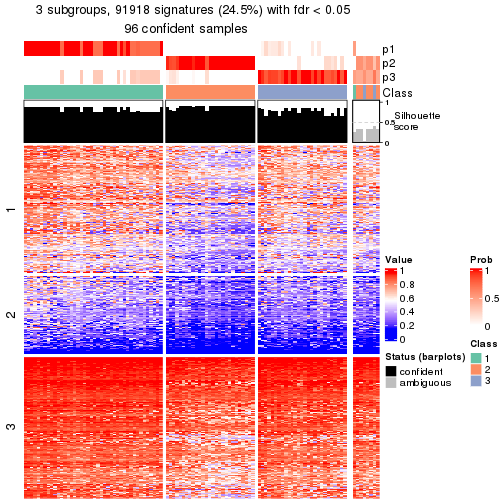 3 subgroups, 91918 signatures (24.5%) with fdr < 0.05
96 confident samples
p1
p2
p3
Class
1
0.5
0
Silhouette
score
1
2
3
Value
1
0.8
0.6
0.4
0.2
0
Status (barplots)
confident
ambiguous
Prob
1
0.5
0
Class
1
2
3